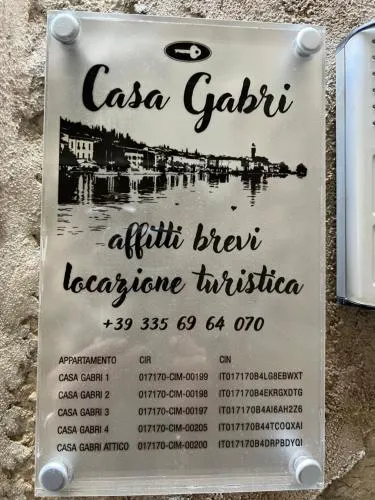 Casa Gabri
affitti brevi
locazione turistica
+39 335 69 64 070
APPARTAMENTO CIR CIN
CASA GABRI 1 017170-CIM-00199 IT017170B4LG8EBWXT
CASA GABRI 2 017170-CIM-00198 IT017170B4EKRGXDTG
CASA GABRI 3 017170-CIM-00197 IT017170B4AI6AH2Z6
CASA GABRI 4 017170-CIM-00205 IT017170B44TCOQXAI
CASA GABRI ATTICO 017170-CIM-00200 IT017170B4DRPBDYQI